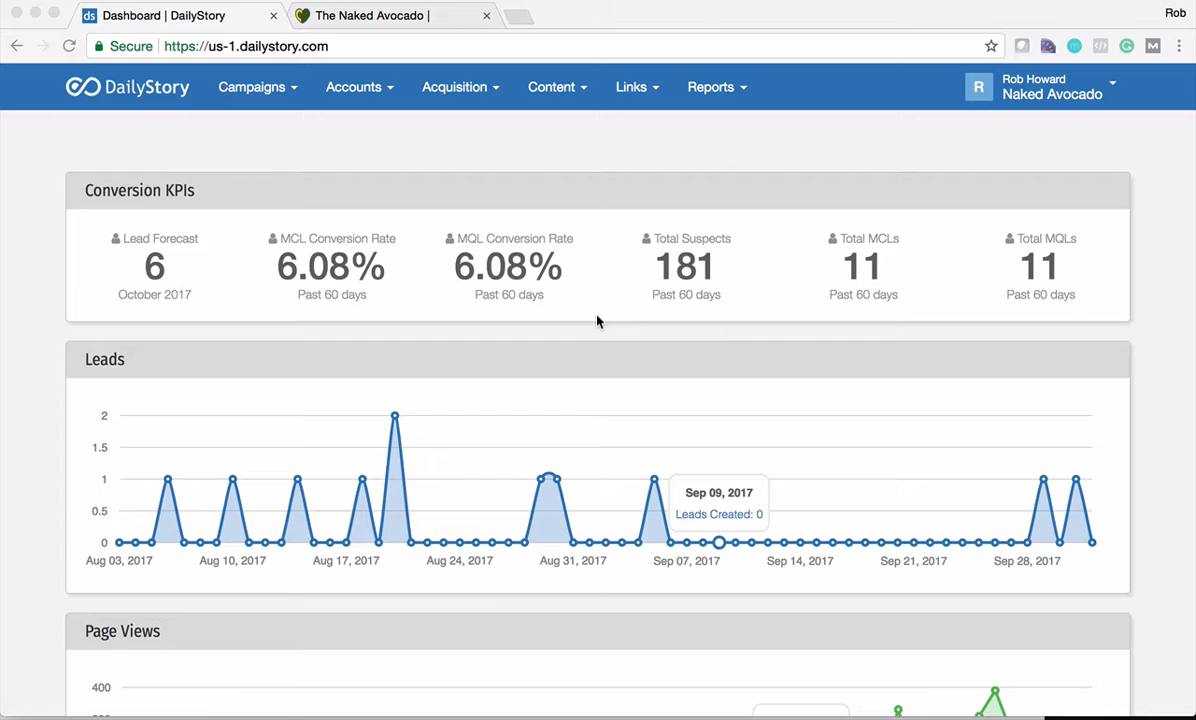 Dashboard | DailyStory
The Naked Avocado |
Rob
Secure https://us-1.dailystory.com
DailyStory Campaigns Accounts Acquisition Content Links Reports
R
Rob Howard
Naked Avocado
Conversion KPIs
Lead Forecast
6
October 2017
MCL Conversion Rate
6.08%
Past 60 days
MQL Conversion Rate
6.08%
Past 60 days
Total Suspects
181
Past 60 days
Total MCLs
11
Past 60 days
Total MQLs
11
Past 60 days
Leads
2
1.5
1
0.5
0
Sep 09, 2017
Leads Created: 0
Aug 03, 2017 Aug 10, 2017 Aug 17, 2017 Aug 24, 2017 Aug 31, 2017 Sep 07, 2017 Sep 14, 2017 Sep 21, 2017 Sep 28, 2017
Page Views
400